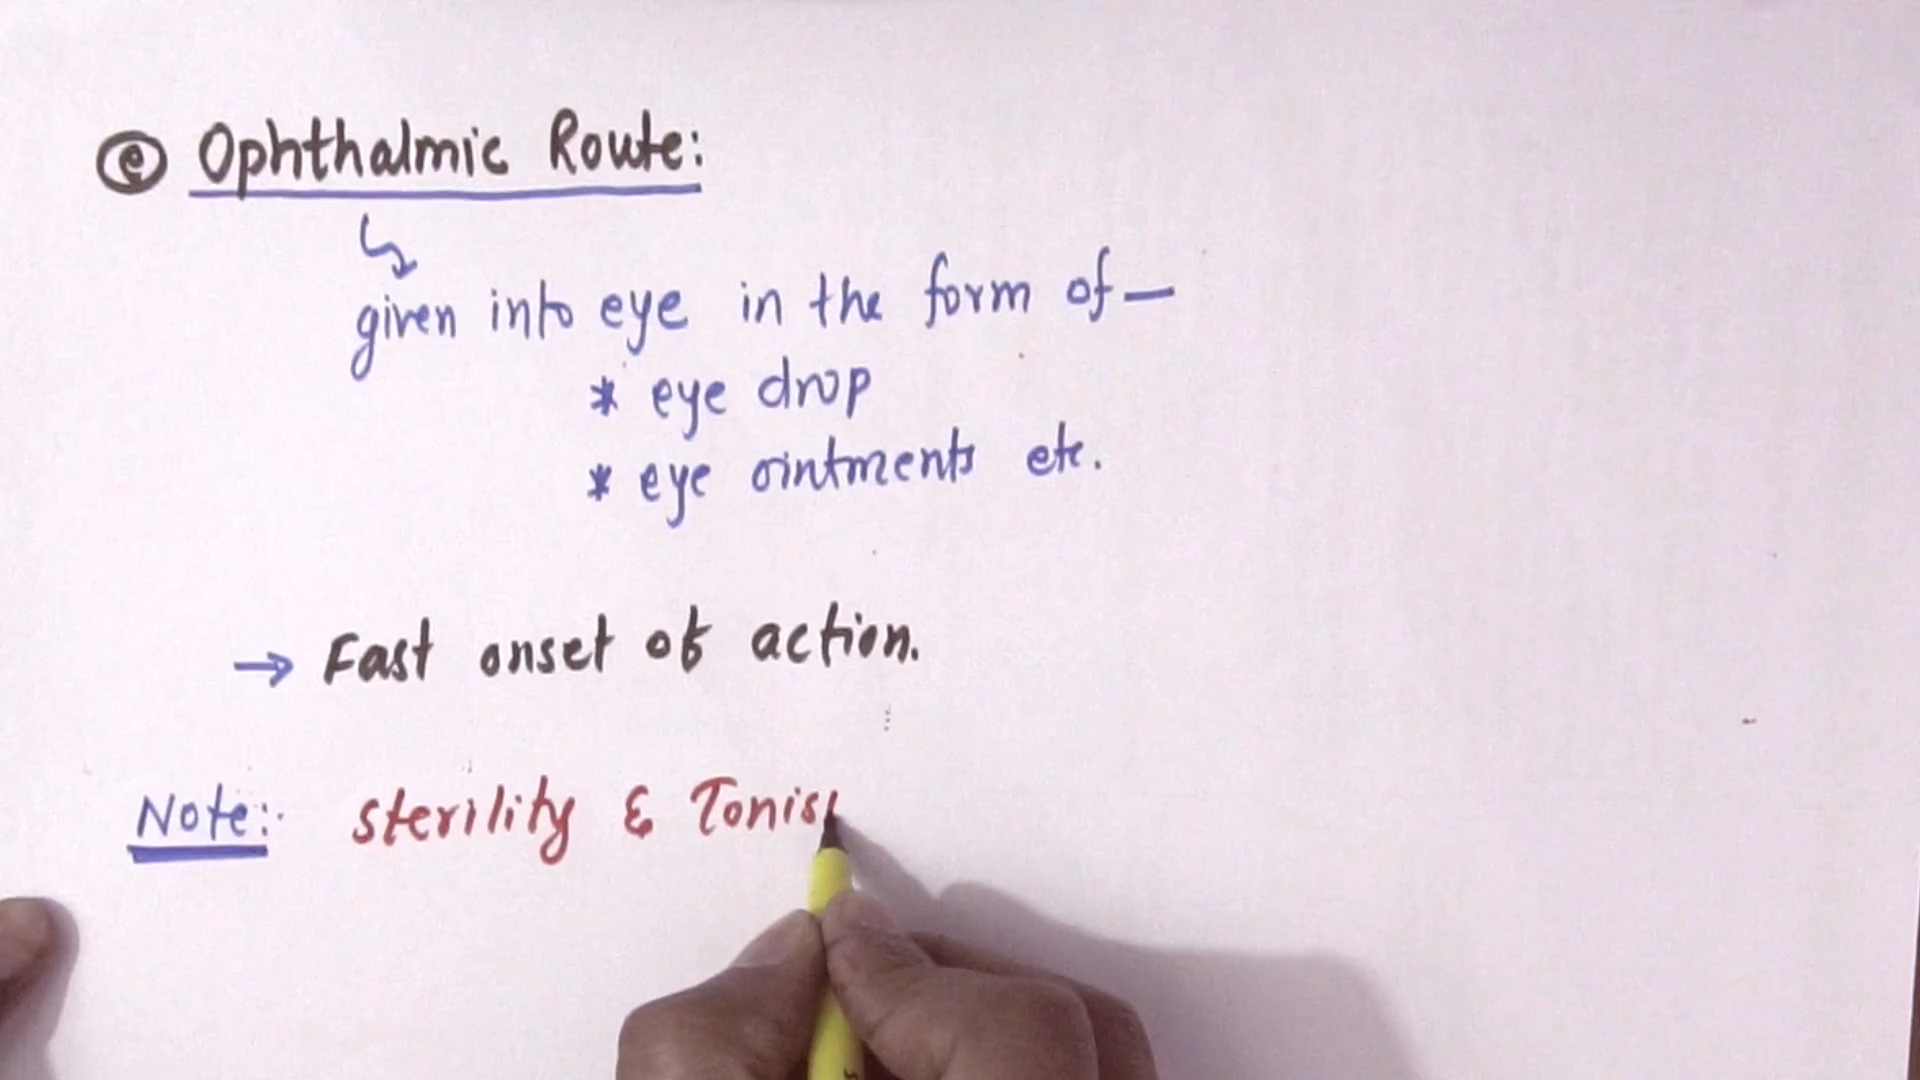 e Ophthalmic Route:
given into eye in the form of —
* eye drop
* eye ointments etc.
→ Fast onset of action.
Note: sterility & Tonis